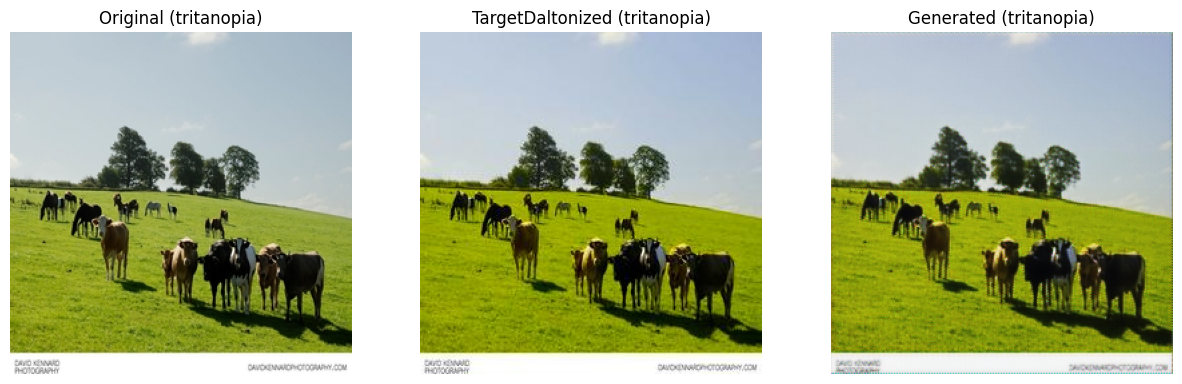 Original (tritanopia)
TargetDaltonized (tritanopia)
Generated (tritanopia)
DAVID KENNARD
PHOTOGRAPHY
DAVIDKENNARDPHOTOGRAPHY.COM
DAVID KENNARD
PHOTOGRAPHY
DAVIDKENNARDPHOTOGRAPHY.COM
DAVID KENNARD
PHOTOGRAPHY
DAVIDKENNARDPHOTOGRAPHY.COM